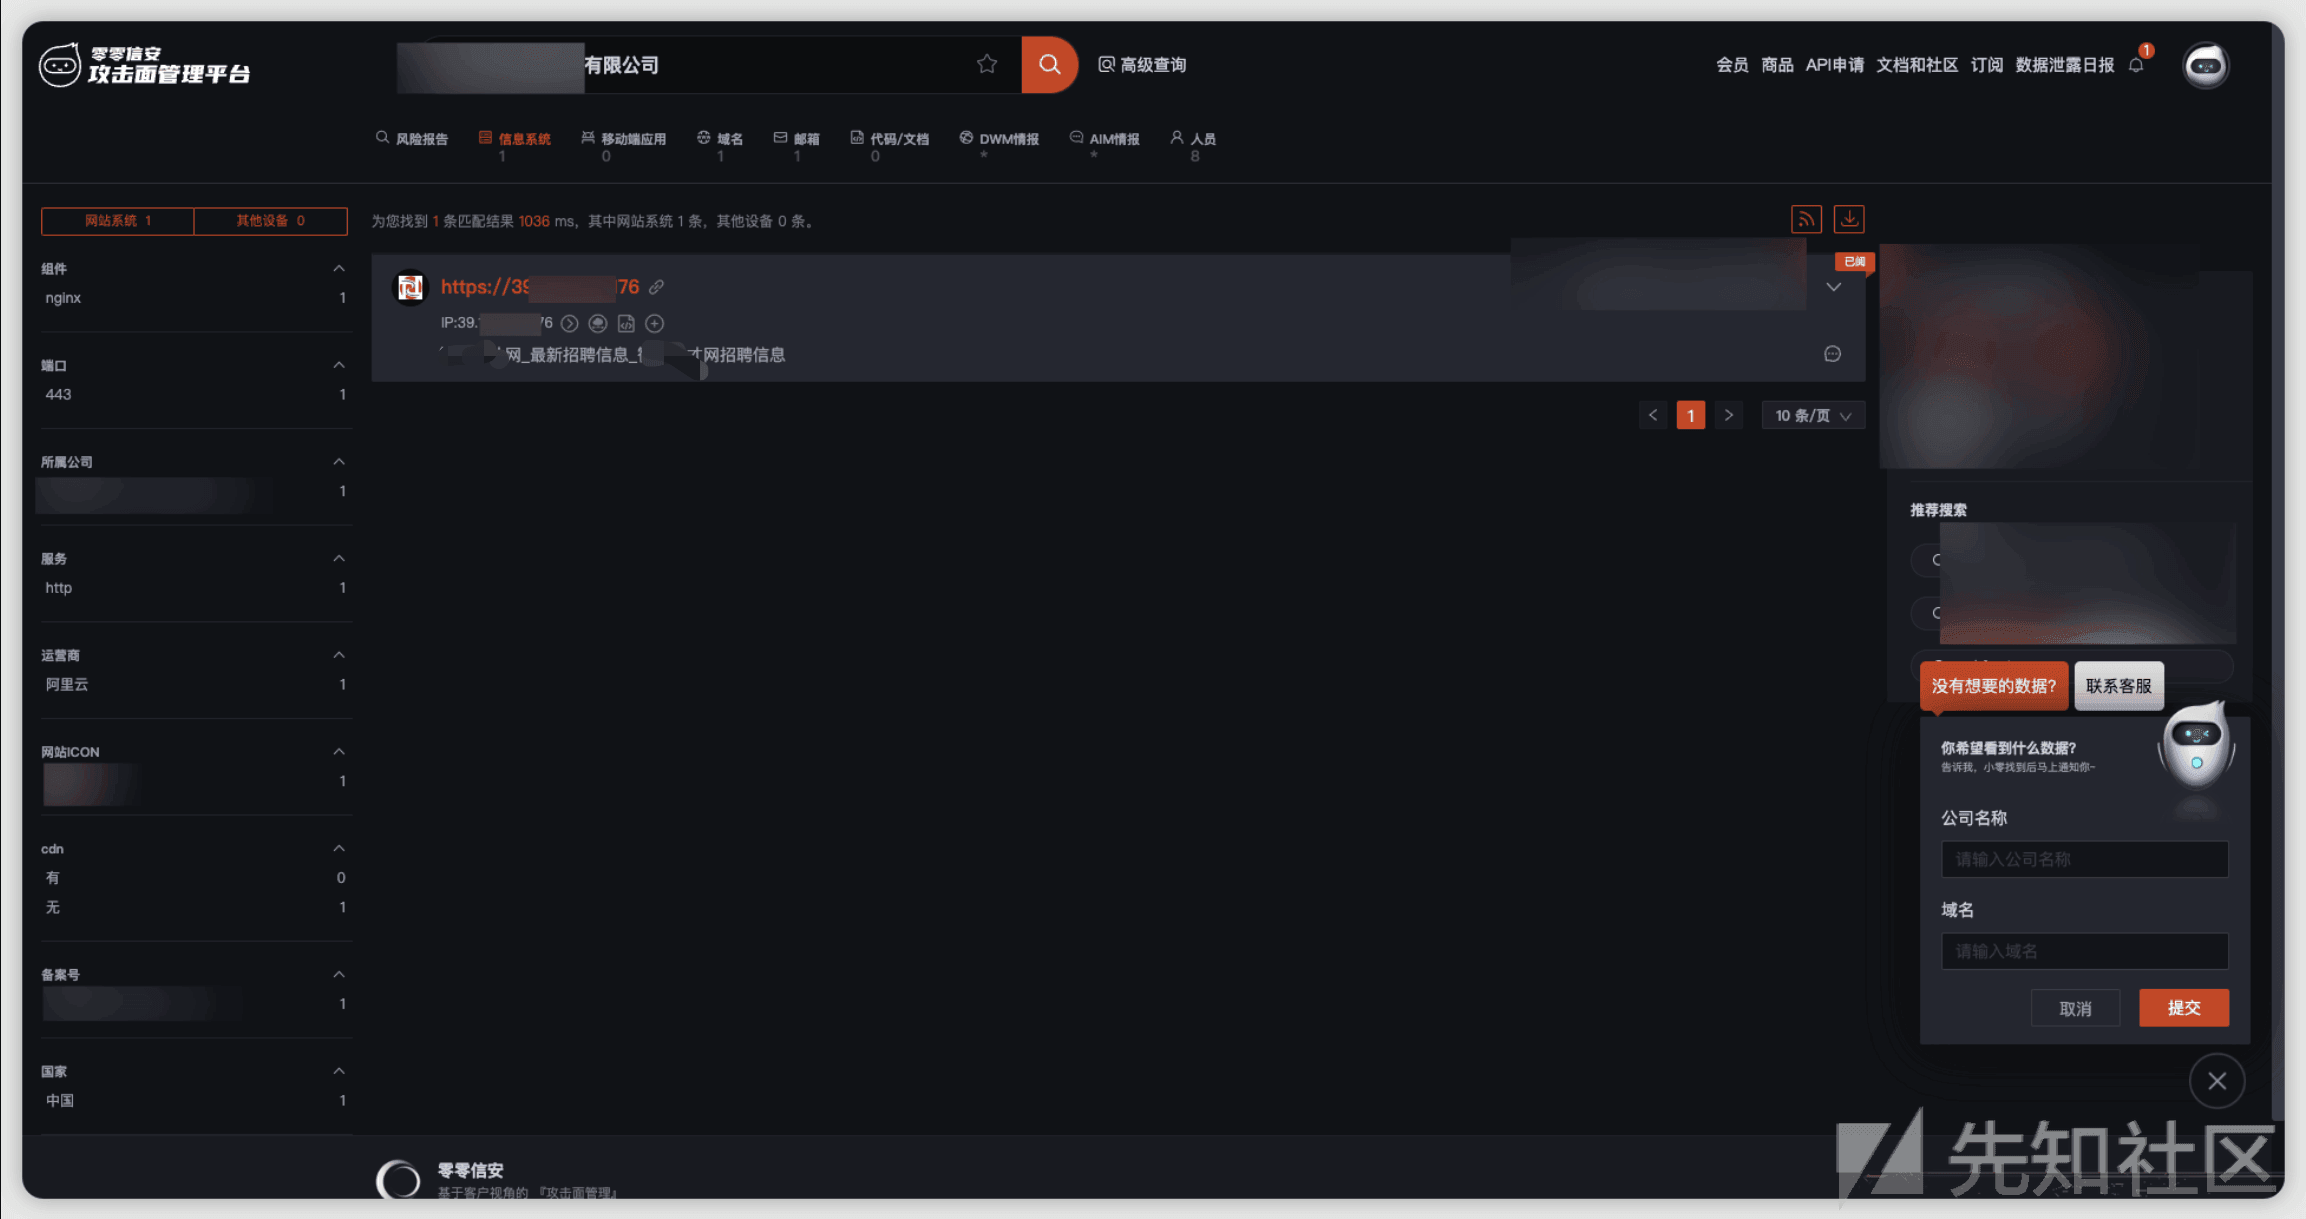 零零信安
攻击面管理平台
有限公司
高级查询
会员 商品 API申请 文档和社区 订阅 数据泄露日报 1
风险报告 信息系统 移动端应用 域名 邮箱 代码/文档 DWM情报 AIM情报 人员
1 0 1 1 0 * * 8
网站系统 1 其他设备 0
为您找到 1 条匹配结果 1036 ms，其中网站系统 1 条，其他设备 0 条。
组件
nginx 1
端口
443 1
所属公司
1
服务
http 1
运营商
阿里云 1
网站ICON
1
cdn
有 0
无 1
备案号
1
国家
中国 1
已阅
https://39 76
IP:39. 76
网_最新招聘信息_ 才网招聘信息
< 1 > 10 条/页
推荐搜索
没有想要的数据? 联系客服
你希望看到什么数据?
告诉我，小零找到后马上通知你~
公司名称
请输入公司名称
域名
请输入域名
取消 提交
零零信安
基于客户视角的 『攻击面管理』
先知社区